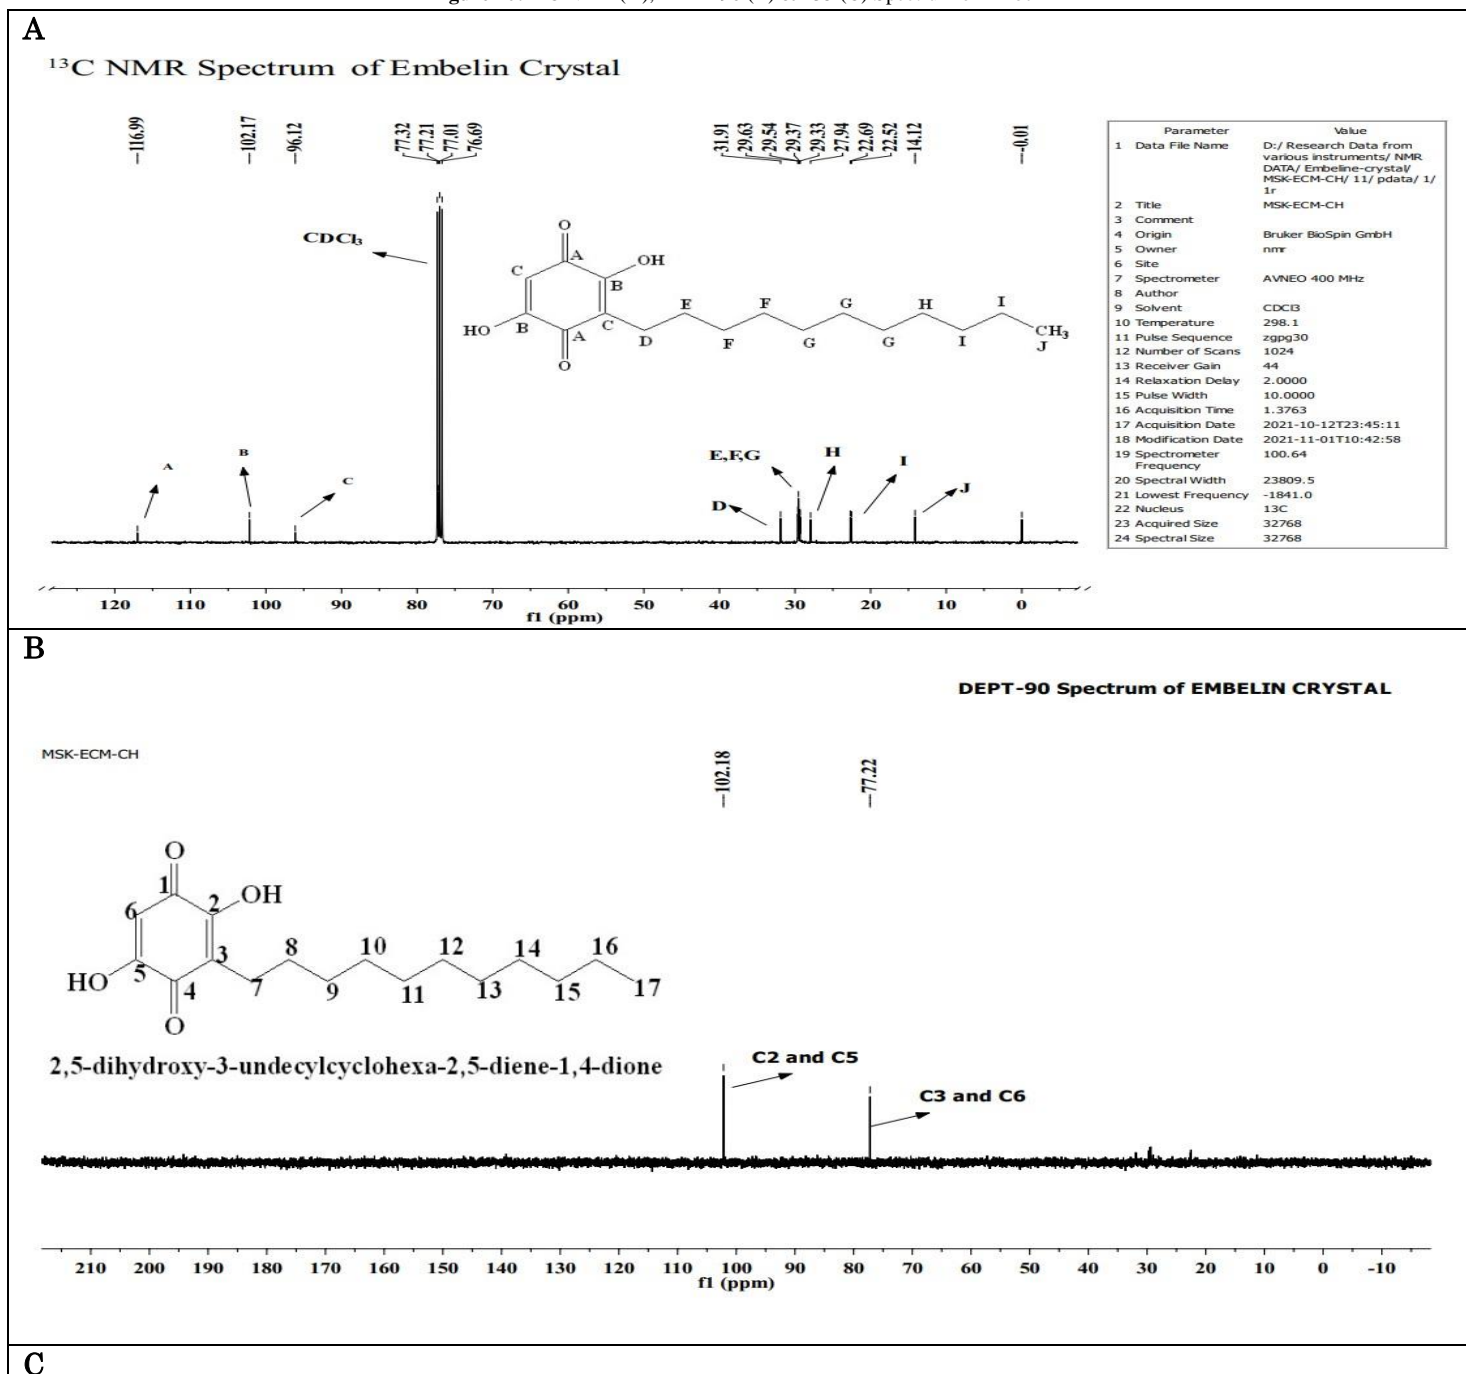 A
¹³C NMR Spectrum of Embelin Crystal
116.99
102.17
96.12
77.32
77.21
77.01
76.69
31.91
29.63
29.54
29.37
29.33
27.94
22.69
22.52
14.12
-0.01
CDCl₃
O
A
OH
C
B
E
F
G
H
I
HO
B
A
C
D
F
G
G
I
CH₃
J
O
A
B
C
E,F,G
H
I
D
J
120 110 100 90 80 70 60 50 40 30 20 10 0
f1 (ppm)
Parameter Value
1 Data File Name D:/ Research Data from
various instruments/ NMR
DATA/ Embeline-crystal/
MSK-ECM-CH/ 11/ pdata/ 1/
1r
2 Title MSK-ECM-CH
3 Comment
4 Origin Bruker BioSpin GmbH
5 Owner nmr
6 Site
7 Spectrometer AVNEO 400 MHz
8 Author
9 Solvent CDCl3
10 Temperature 298.1
11 Pulse Sequence zgpg30
12 Number of Scans 1024
13 Receiver Gain 44
14 Relaxation Delay 2.0000
15 Pulse Width 10.0000
16 Acquisition Time 1.3763
17 Acquisition Date 2021-10-12T23:45:11
18 Modification Date 2021-11-01T10:42:58
19 Spectrometer 100.64
Frequency
20 Spectral Width 23809.5
21 Lowest Frequency -1841.0
22 Nucleus 13C
23 Acquired Size 32768
24 Spectral Size 32768
B
DEPT-90 Spectrum of EMBELIN CRYSTAL
MSK-ECM-CH
102.18
77.22
O
1
2
OH
6
8
10
12
14
16
3
HO
5
4
7
9
11
13
15
17
O
2,5-dihydroxy-3-undecylcyclohexa-2,5-diene-1,4-dione
C2 and C5
C3 and C6
210 200 190 180 170 160 150 140 130 120 110 100 90 80 70 60 50 40 30 20 10 0 -10
f1 (ppm)
C